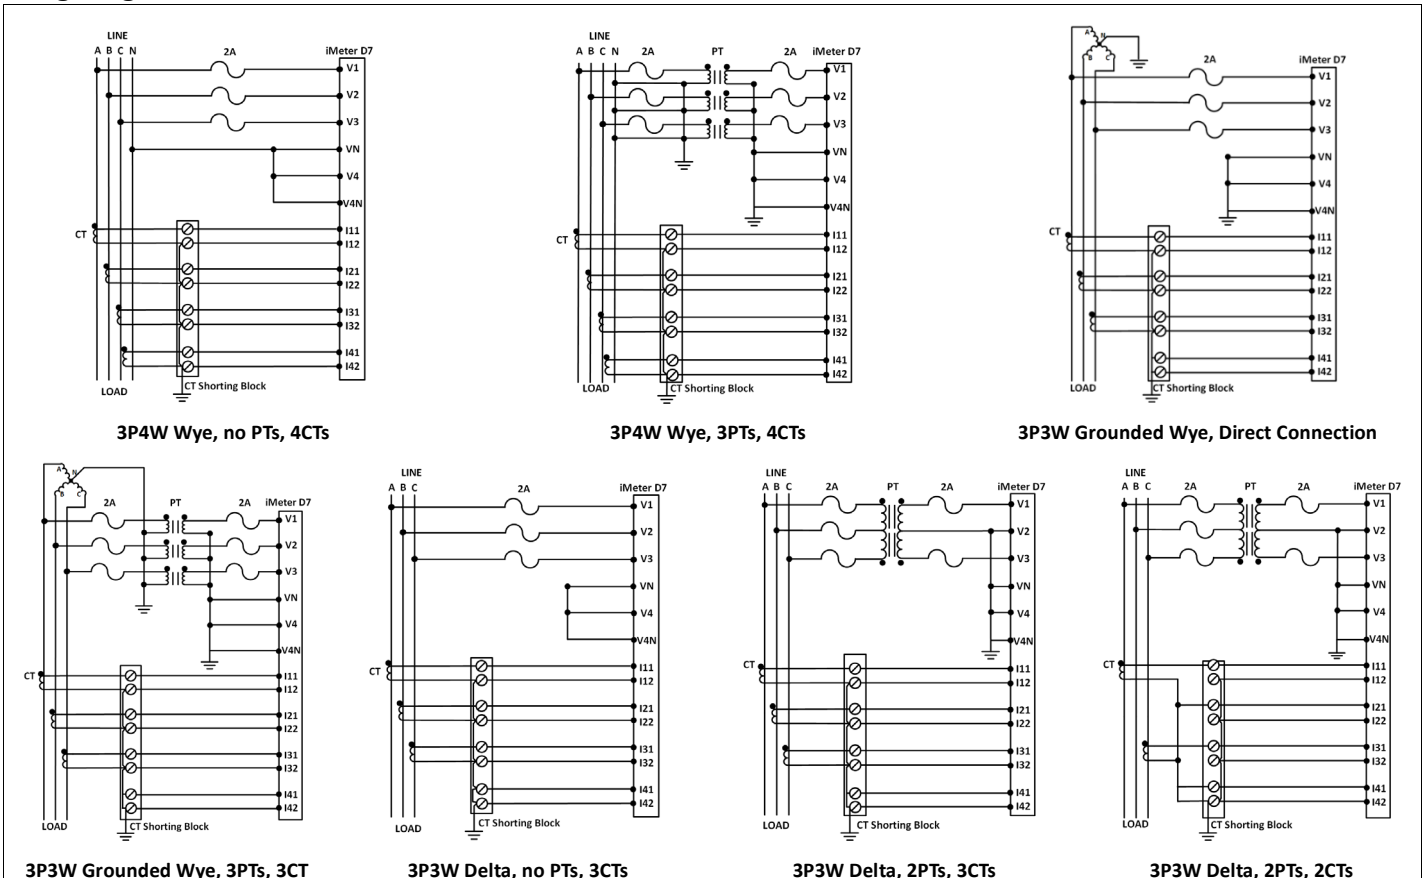 LINE
A B C N 2A iMeter D7
V1
V2
V3
VN
V4
V4N
CT
I11
I12
I21
I22
I31
I32
I41
I42
LOAD
CT Shorting Block
3P4W Wye, no PTs, 4CTs
LINE
A B C N 2A PT 2A iMeter D7
V1
V2
V3
VN
V4
V4N
CT
I11
I12
I21
I22
I31
I32
I41
I42
LOAD
CT Shorting Block
3P4W Wye, 3PTs, 4CTs
A N
B C
2A iMeter D7
V1
V2
V3
VN
V4
V4N
CT
I11
I12
I21
I22
I31
I32
I41
I42
LOAD
CT Shorting Block
3P3W Grounded Wye, Direct Connection
A N
B C
2A PT 2A iMeter D7
V1
V2
V3
VN
V4
V4N
CT
I11
I12
I21
I22
I31
I32
I41
I42
LOAD
CT Shorting Block
3P3W Grounded Wye, 3PTs, 3CT
LINE
A B C 2A iMeter D7
V1
V2
V3
VN
V4
V4N
CT
I11
I12
I21
I22
I31
I32
I41
I42
LOAD
CT Shorting Block
3P3W Delta, no PTs, 3CTs
LINE
A B C 2A PT 2A iMeter D7
V1
V2
V3
VN
V4
V4N
CT
I11
I12
I21
I22
I31
I32
I41
I42
LOAD
CT Shorting Block
3P3W Delta, 2PTs, 3CTs
LINE
A B C 2A PT 2A iMeter D7
V1
V2
V3
VN
V4
V4N
CT
I11
I12
I21
I22
I31
I32
I41
I42
LOAD
CT Shorting Block
3P3W Delta, 2PTs, 2CTs